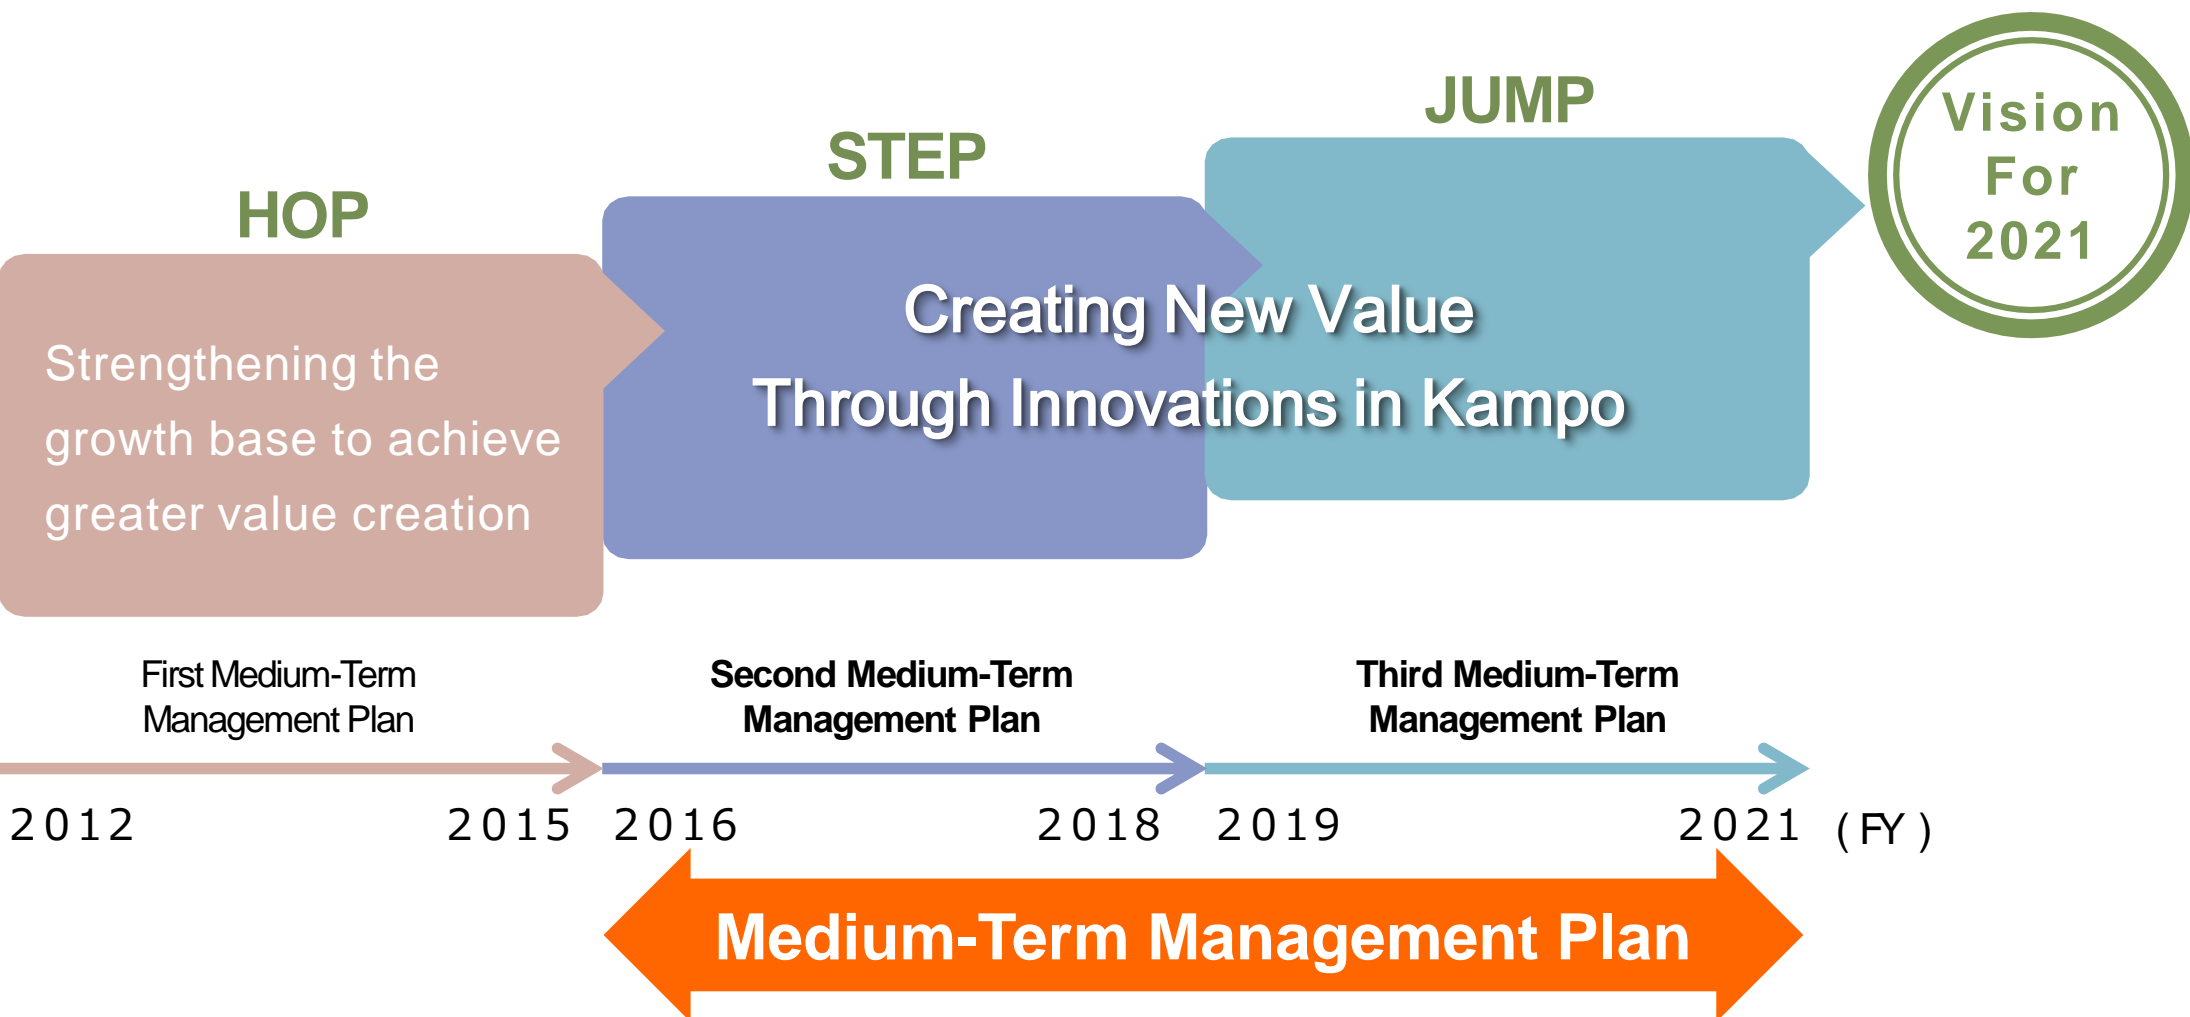 HOP
STEP
JUMP
Vision
For
2021
Strengthening the
growth base to achieve
greater value creation
Creating New Value
Through Innovations in Kampo
First Medium-Term
Management Plan
Second Medium-Term
Management Plan
Third Medium-Term
Management Plan
2012 2015 2016 2018 2019 2021 (FY)
Medium-Term Management Plan